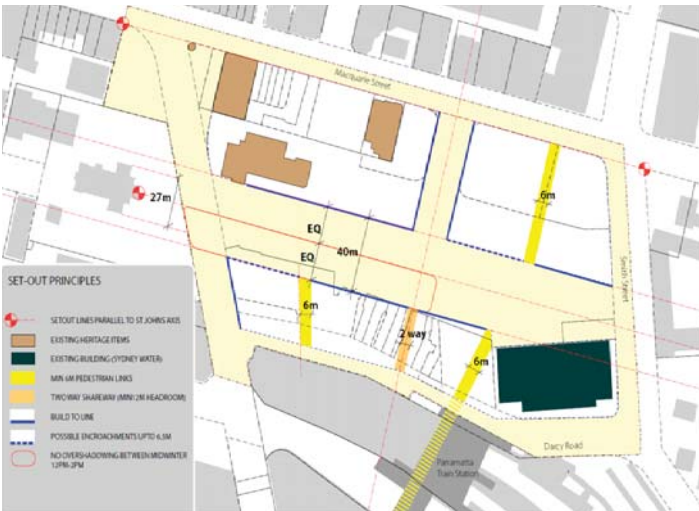 Macquarie Street
6m
27m
EQ
EQ
40m
Smith Street
6m
2 way
6m
Darcy Road
Parramatta
Train Station
SET-OUT PRINCIPLES
SETOUT LINES PARALLEL TO ST JOHNS AXIS
EXISTING HERITAGE ITEMS
EXISTING BUILDING (SYDNEY WATER)
MIN 6M PEDESTRIAN LINKS
TWO WAY SHAREWAY (MIN 12M HEADROOM)
BUILD TO LINE
POSSIBLE ENCROACHMENTS UP TO 6.5M
NO OVERSHADOWING BETWEEN MIDWINTER
12PM-2PM